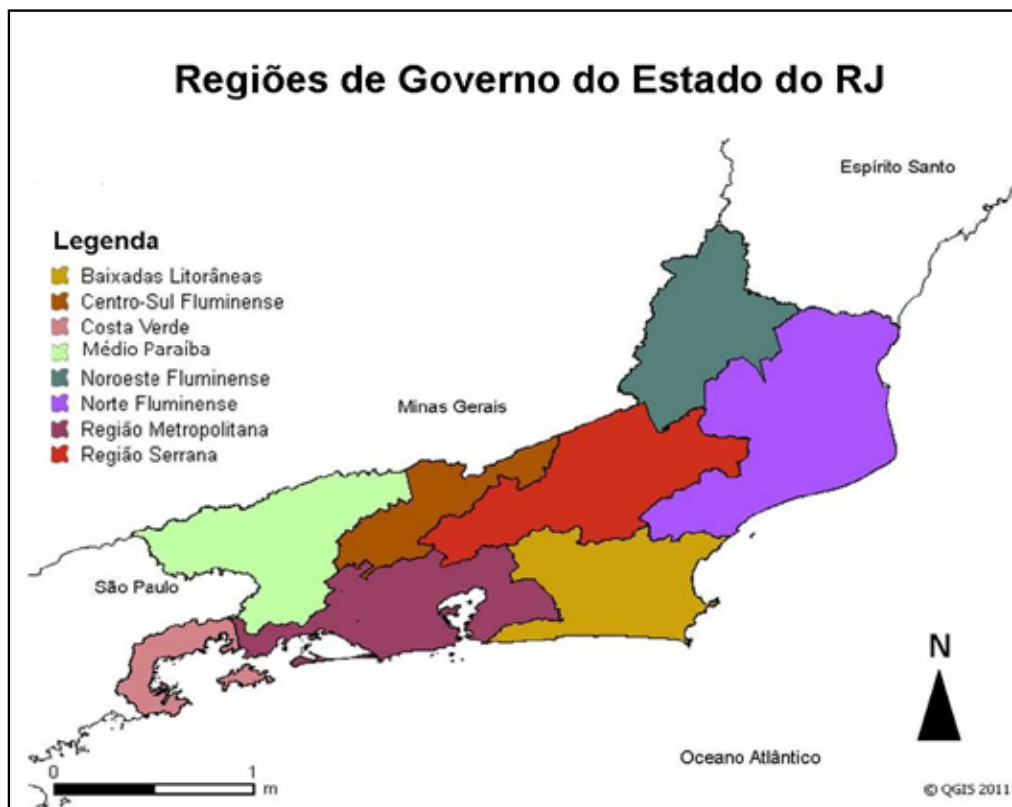 Regiões de Governo do Estado do RJ
Espírito Santo
Legenda
Baixadas Litorâneas
Centro-Sul Fluminense
Costa Verde
Médio Paraíba
Noroeste Fluminense
Norte Fluminense
Região Metropolitana
Região Serrana
Minas Gerais
São Paulo
N
Oceano Atlântico
0 1
m
© QGIS 2011